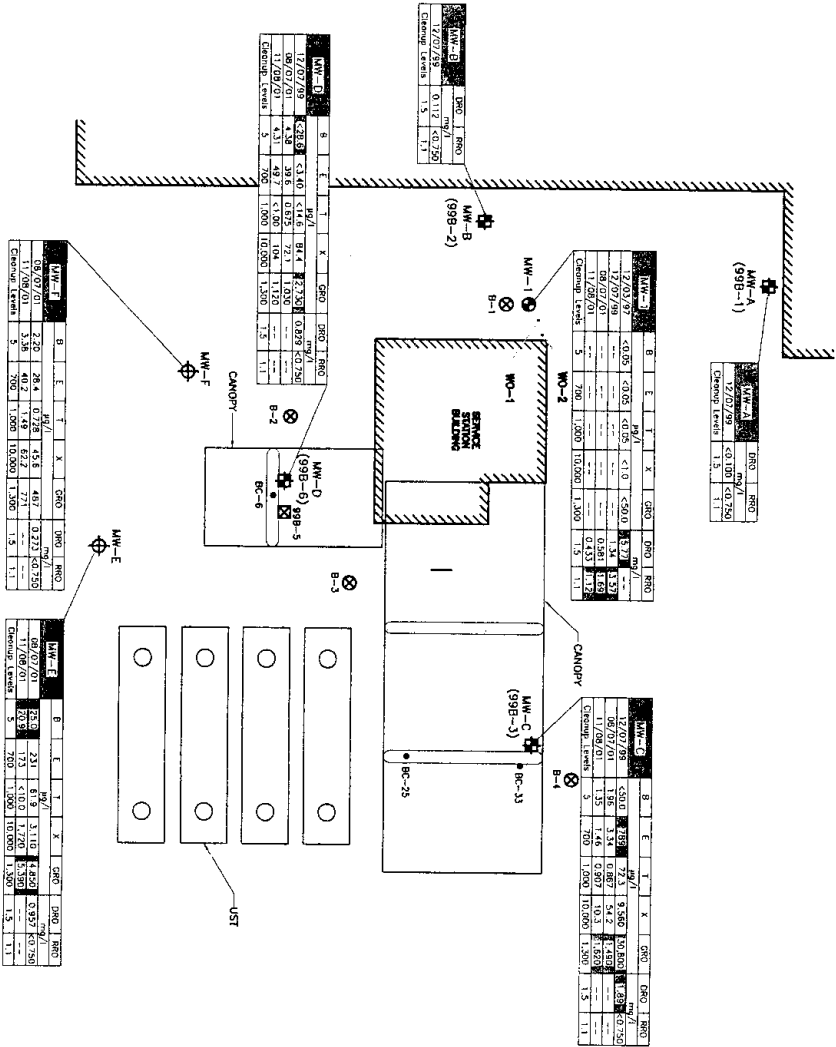 MW-A
(99B-1)
MW-A DRO RRO
mg/l
12/07/99 <0.100 <0.750
Cleanup Levels 1.5 1.1
MW-B DRO RRO
mg/l
12/07/99 0.112 <0.750
Cleanup Levels 1.5 1.1
MW-B
(99B-2)
MW-1 B E T X GRO DRO RRO
µg/l mg/l
12/03/97 <0.05 <0.05 <0.05 <1.0 <50.0 --
12/07/99 -- -- -- -- -- 1.34 3.57
08/07/01 -- -- -- -- -- 0.581 1.69
11/08/01 -- -- -- -- -- 0.433 1.12
Cleanup Levels 5 700 1,000 10,000 1,300 1.5 1.1
MW-1
B-1
WO-2
WO-1
SERVICE
STATION
BUILDING
MW-D B E T X GRO DRO RRO
µg/l mg/l
12/07/99 <28.6 <3.40 <14.6 84.4 2,730 0.829 <0.750
08/07/01 4.38 39.6 0.675 72.1 1,030 -- --
11/08/01 4.31 49.7 <1.00 104 1,120 -- --
Cleanup Levels 5 700 1,000 10,000 1,300 1.5 1.1
MW-F B E T X GRO DRO RRO
µg/l mg/l
08/07/01 2.20 28.4 0.728 45.6 487 0.273 <0.750
11/08/01 3.38 40.2 1.49 62.2 771 -- --
Cleanup Levels 5 700 1,000 10,000 1,300 1.5 1.1
MW-F
CANOPY
B-2
MW-D
(99B-6)
99B-5
BC-6
MW-E
B-3
CANOPY
MW-C
(99B-3)
BC-33
BC-25
B-4
MW-C B E T X GRO DRO RRO
µg/l mg/l
12/07/99 <50.0 789 72.3 9,560 30,800 1.89 <0.750
08/07/01 1.96 3.34 0.867 54.2 1,490 -- --
11/08/01 1.35 1.46 0.907 10.3 1,520 -- --
Cleanup Levels 5 700 1,000 10,000 1,300 1.5 1.1
MW-E B E T X GRO DRO RRO
µg/l mg/l
08/07/01 25.0 231 61.9 3,110 4,850 0.957 <0.750
11/08/01 20.9 173 <10.0 1,720 5,390 -- --
Cleanup Levels 5 700 1,000 10,000 1,300 1.5 1.1
UST